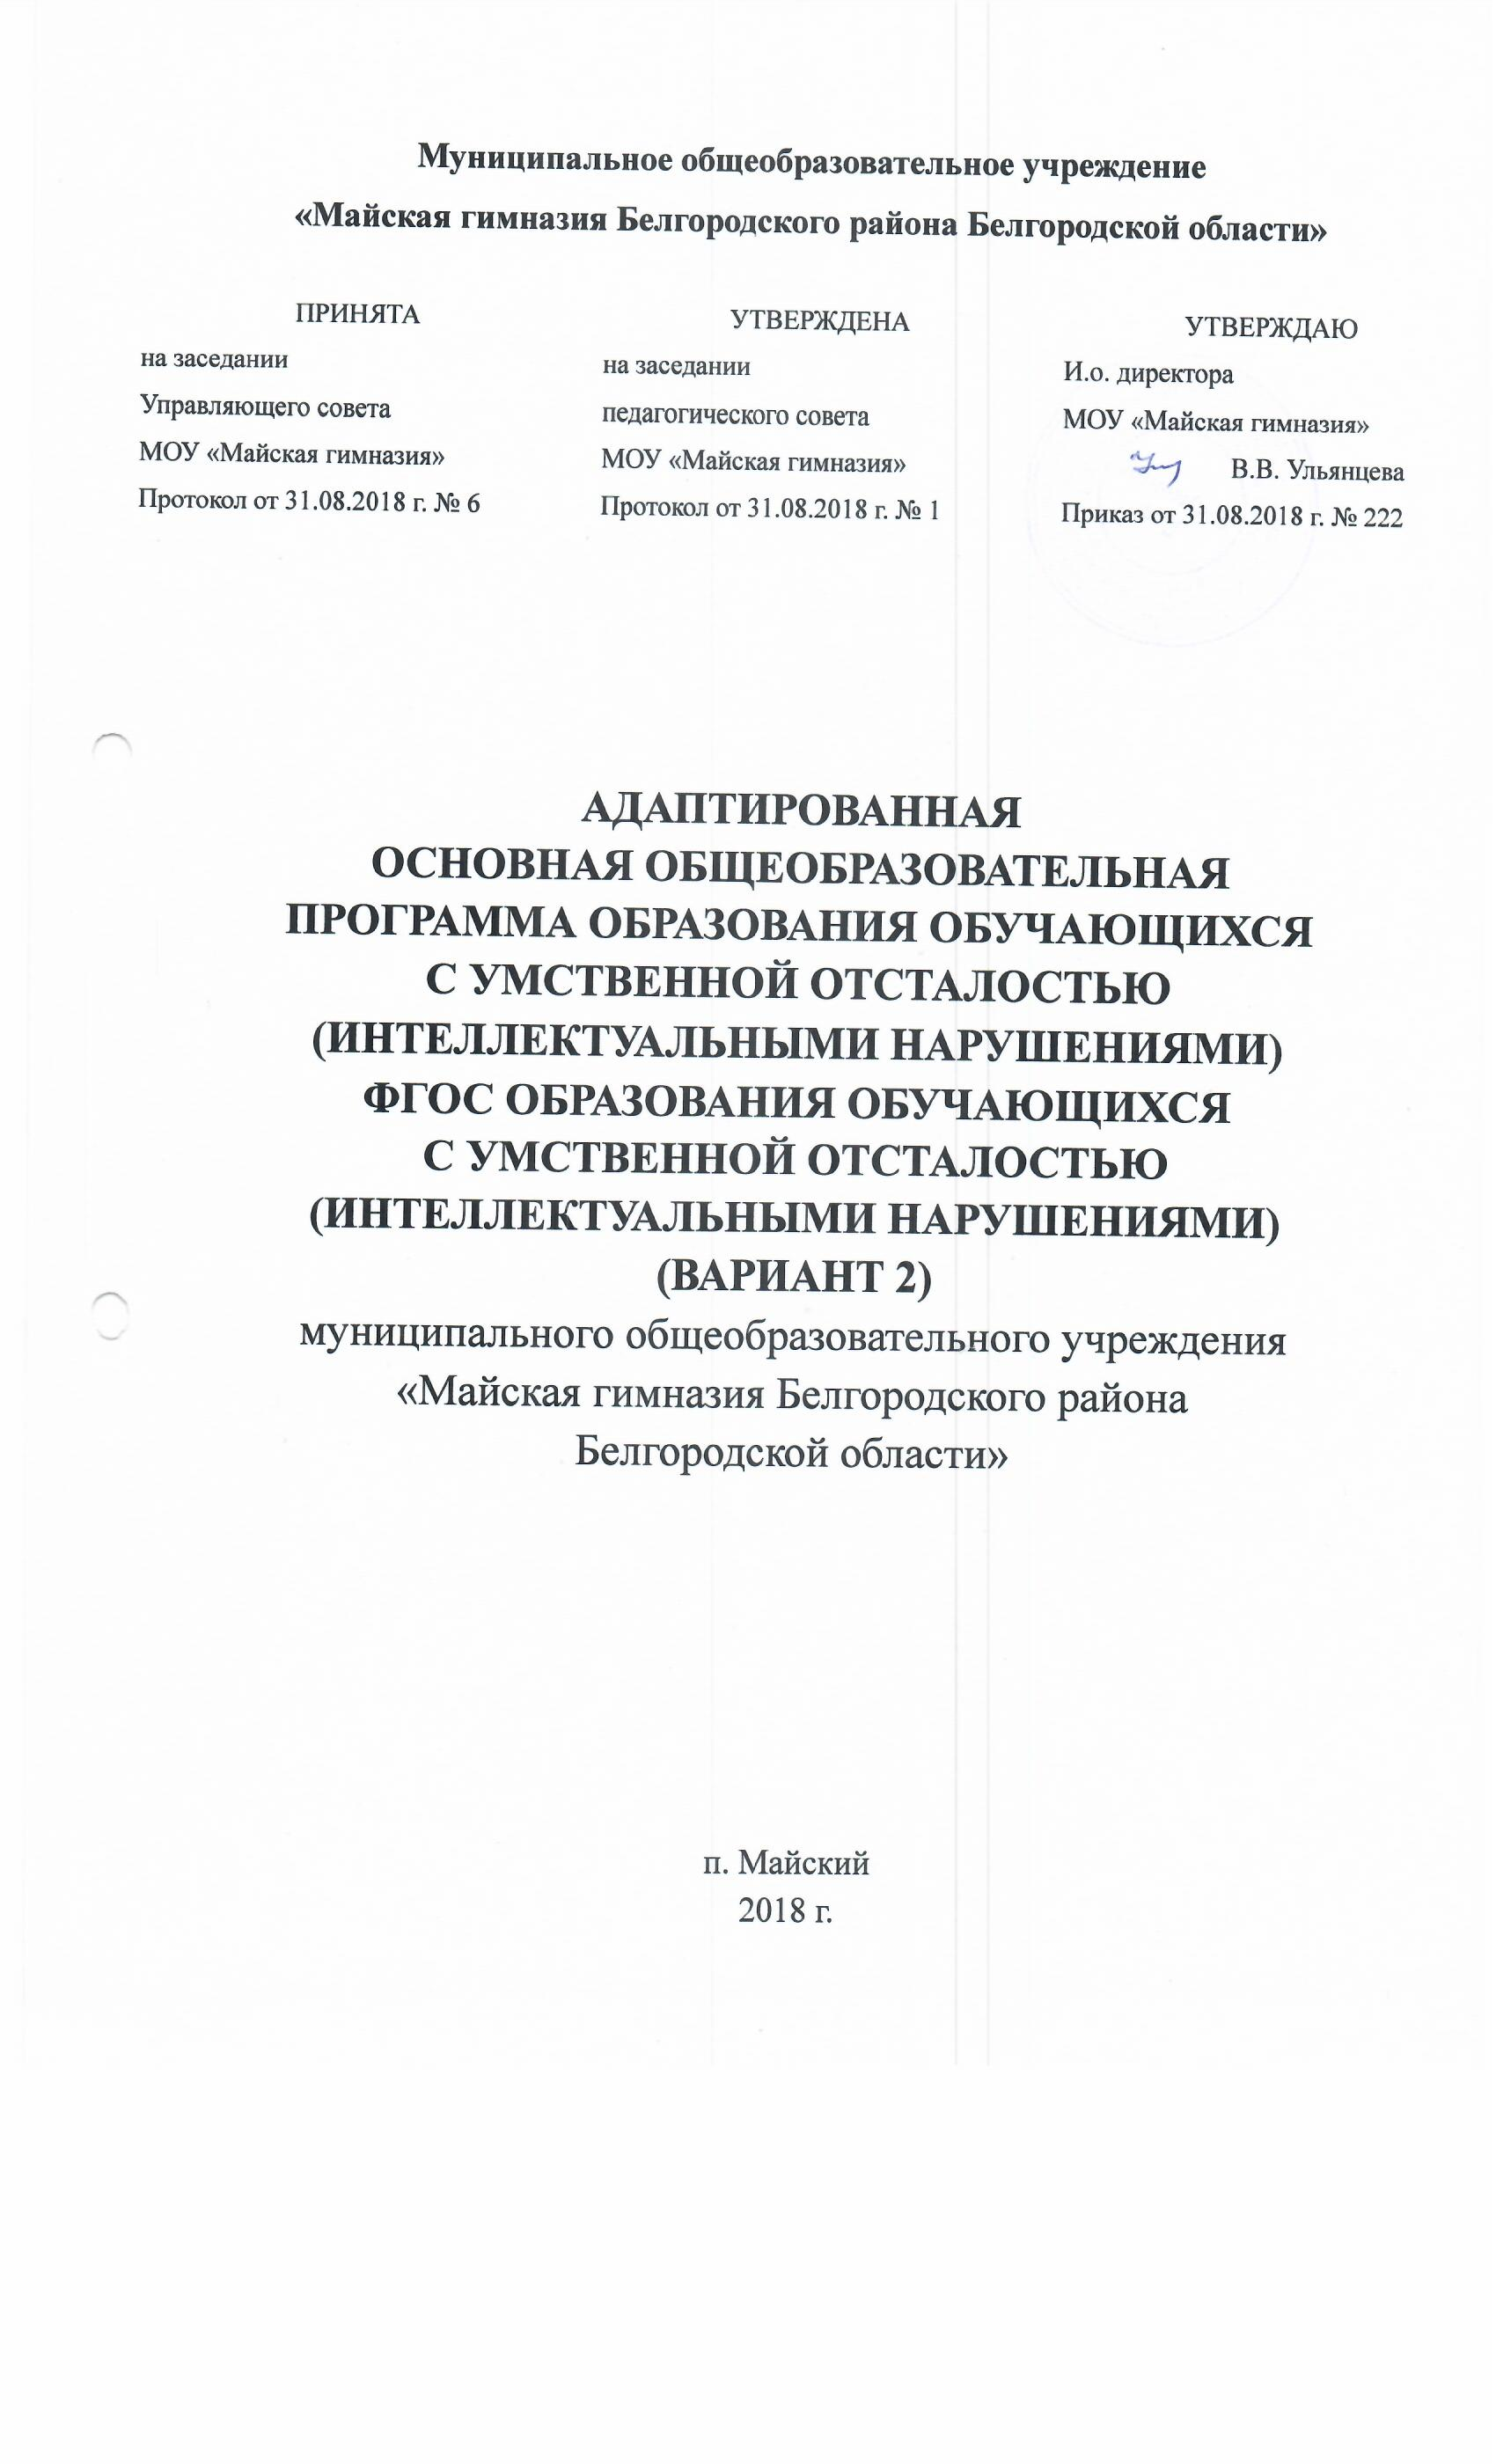 Муниципальное общеобразовательное учреждение
«Майская гимназия Белгородского района Белгородской области»
ПРИНЯТА
на заседании
Управляющего совета
МОУ «Майская гимназия»
Протокол от 31.08.2018 г. № 6
УТВЕРЖДЕНА
на заседании
педагогического совета
МОУ «Майская гимназия»
Протокол от 31.08.2018 г. № 1
УТВЕРЖДАЮ
И.о. директора
МОУ «Майская гимназия»
В.В. Ульянцева
Приказ от 31.08.2018 г. № 222
АДАПТИРОВАННАЯ
ОСНОВНАЯ ОБЩЕОБРАЗОВАТЕЛЬНАЯ
ПРОГРАММА ОБРАЗОВАНИЯ ОБУЧАЮЩИХСЯ
С УМСТВЕННОЙ ОТСТАЛОСТЬЮ
(ИНТЕЛЛЕКТУАЛЬНЫМИ НАРУШЕНИЯМИ)
ФГОС ОБРАЗОВАНИЯ ОБУЧАЮЩИХСЯ
С УМСТВЕННОЙ ОТСТАЛОСТЬЮ
(ИНТЕЛЛЕКТУАЛЬНЫМИ НАРУШЕНИЯМИ)
(ВАРИАНТ 2)
муниципального общеобразовательного учреждения
«Майская гимназия Белгородского района
Белгородской области»
п. Майский
2018 г.